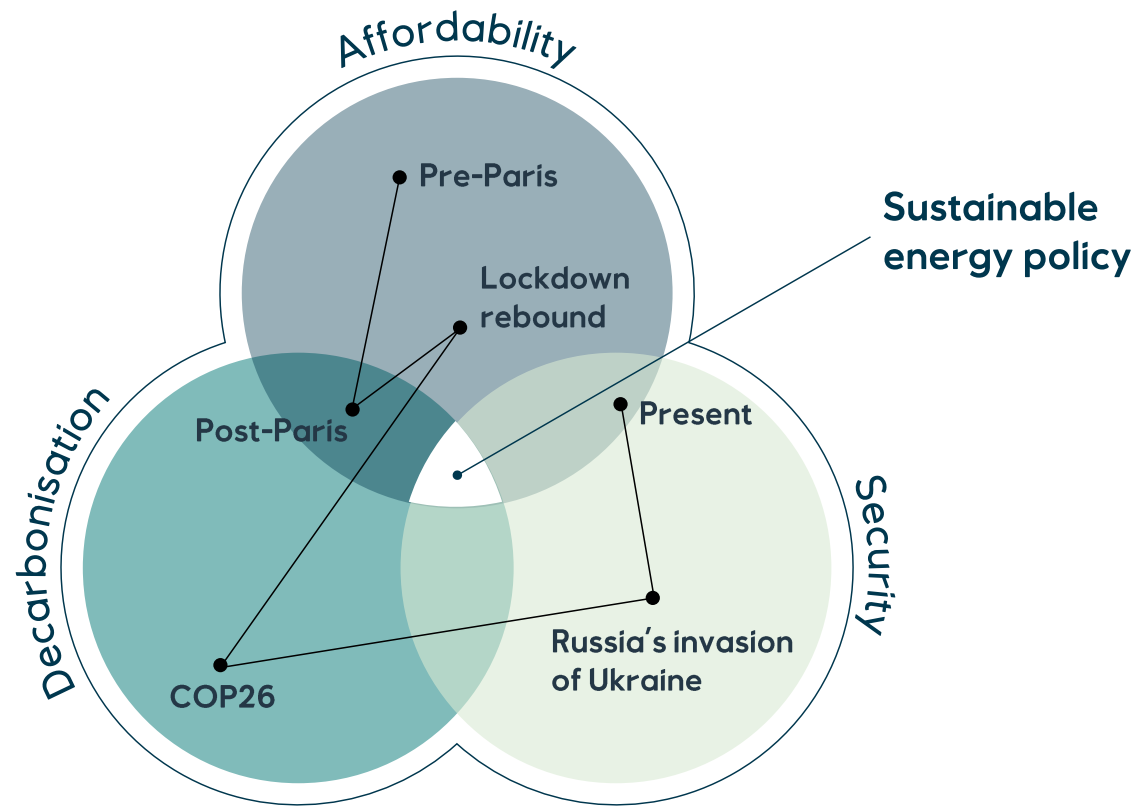 Affordability
Pre-Paris
Sustainable
energy policy
Lockdown
rebound
Decarbonisation
Post-Paris
Present
Security
Russia's invasion
of Ukraine
COP26